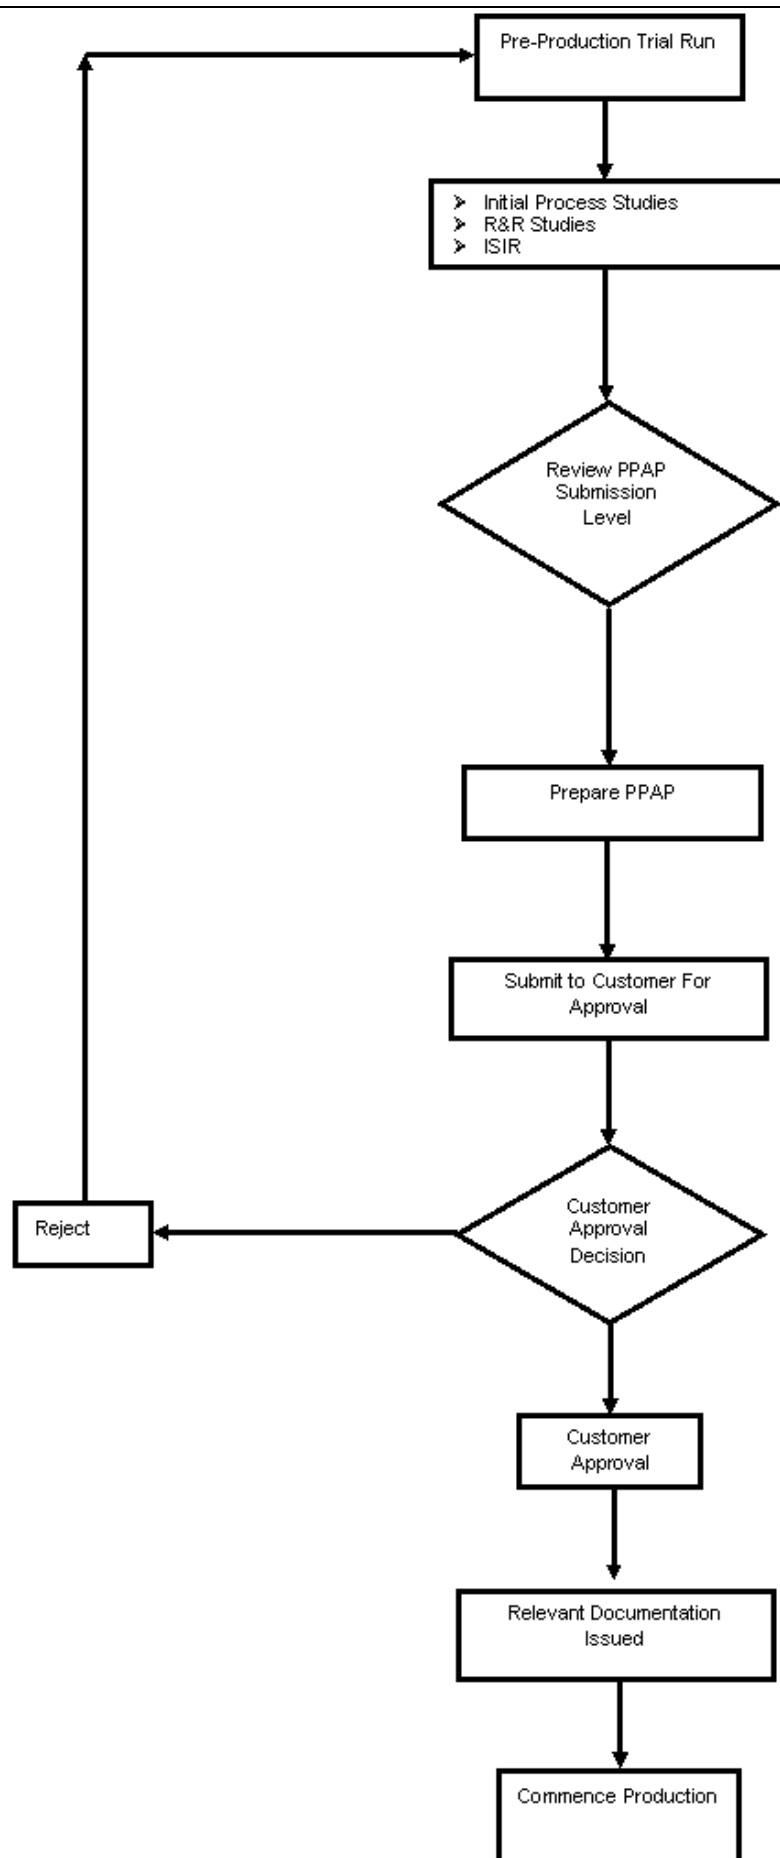 Pre-Production Trial Run
➢ Initial Process Studies
➢ R&R Studies
➢ ISIR
Review PPAP
Submission
Level
Prepare PPAP
Submit to Customer For
Approval
Reject
Customer
Approval
Decision
Customer
Approval
Relevant Documentation
Issued
Commence Production